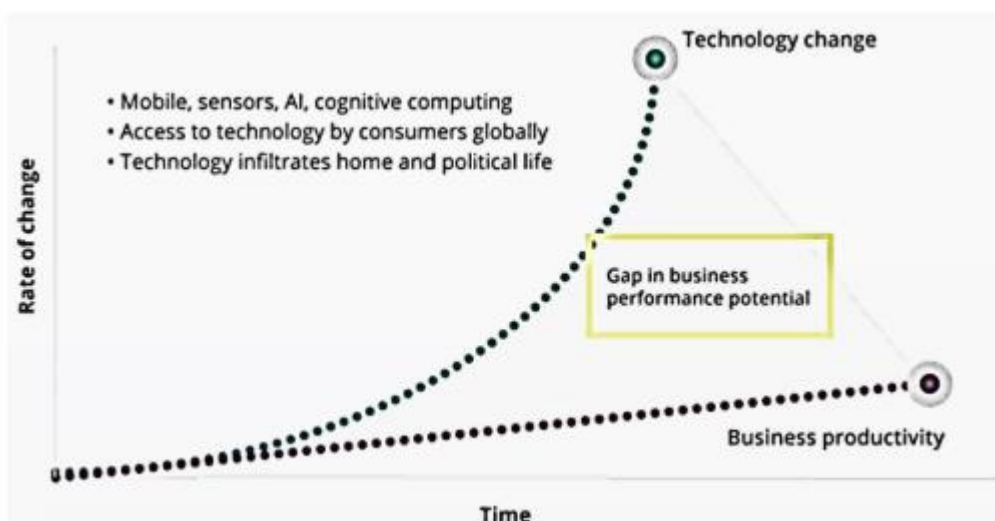 Technology change
• Mobile, sensors, AI, cognitive computing
• Access to technology by consumers globally
• Technology infiltrates home and political life
Rate of change
Gap in business
performance potential
Business productivity
Time